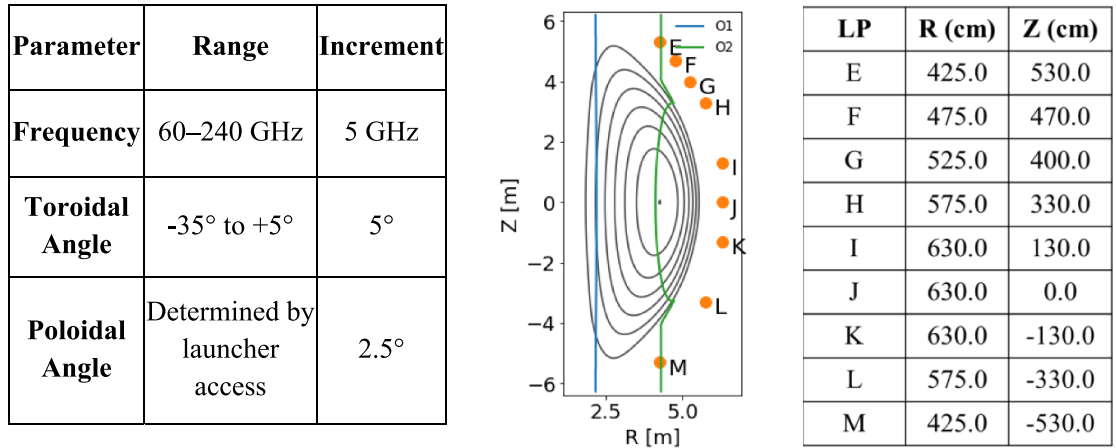 Parameter Range Increment
Frequency 60–240 GHz 5 GHz
Toroidal
Angle
-35° to +5° 5°
Poloidal
Angle
Determined by
launcher
access
2.5°
6
4
2
0
−2
−4
−6
Z [m]
2.5 5.0
R [m]
O1
O2
E
F
G
H
I
J
K
L
M
LP R (cm) Z (cm)
E 425.0 530.0
F 475.0 470.0
G 525.0 400.0
H 575.0 330.0
I 630.0 130.0
J 630.0 0.0
K 630.0 -130.0
L 575.0 -330.0
M 425.0 -530.0